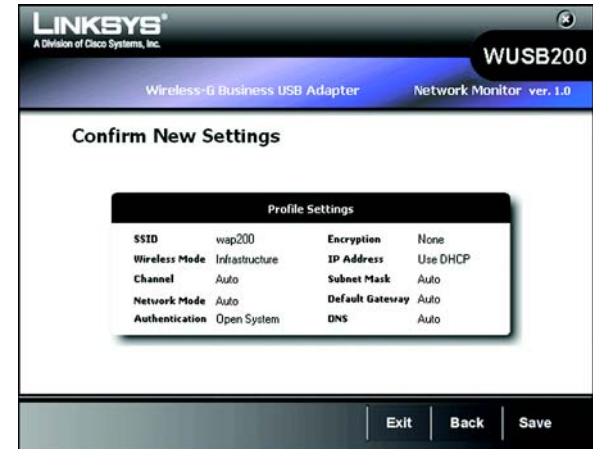 LINKSYS®
A Division of Cisco Systems, Inc.
WUSB200
Wireless-G Business USB Adapter Network Monitor ver. 1.0
Confirm New Settings
Profile Settings
SSID wap200 Encryption None
Wireless Mode Infrastructure IP Address Use DHCP
Channel Auto Subnet Mask Auto
Network Mode Auto Default Gateway Auto
Authentication Open System DNS Auto
Exit Back Save